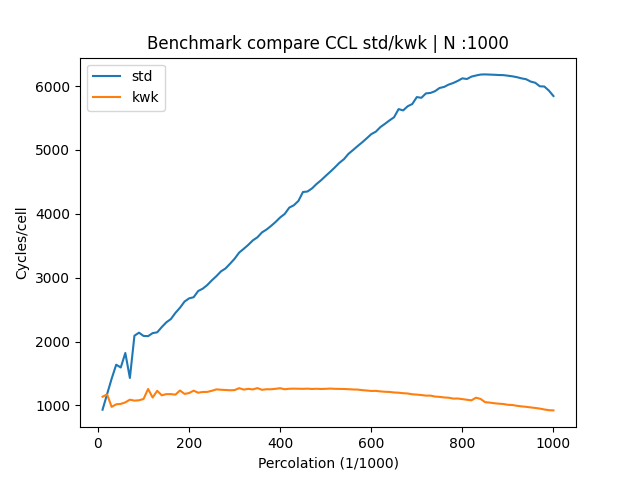 Benchmark compare CCL std/kwk | N :1000
std
kwk
6000
5000
4000
3000
2000
1000
Cycles/cell
0 200 400 600 800 1000
Percolation (1/1000)